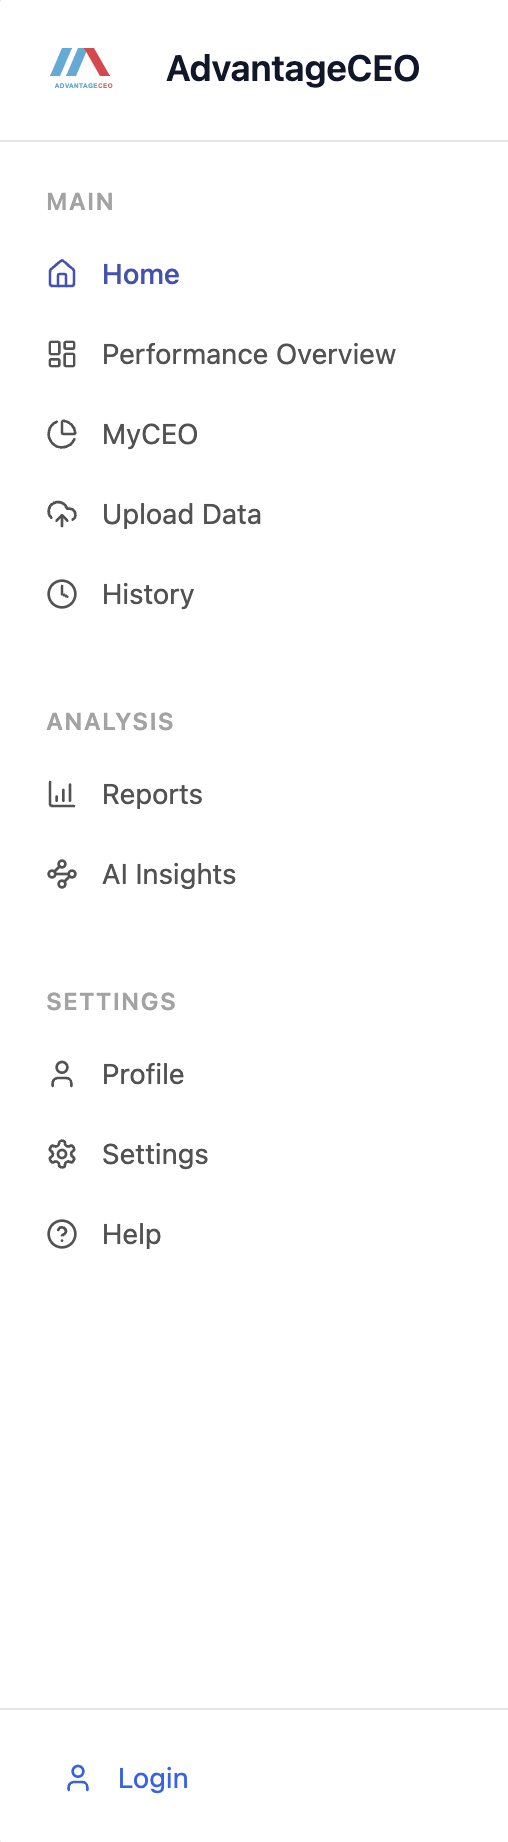 ADVANTAGECEO
AdvantageCEO
MAIN
Home
Performance Overview
MyCEO
Upload Data
History
ANALYSIS
Reports
AI Insights
SETTINGS
Profile
Settings
Help
Login